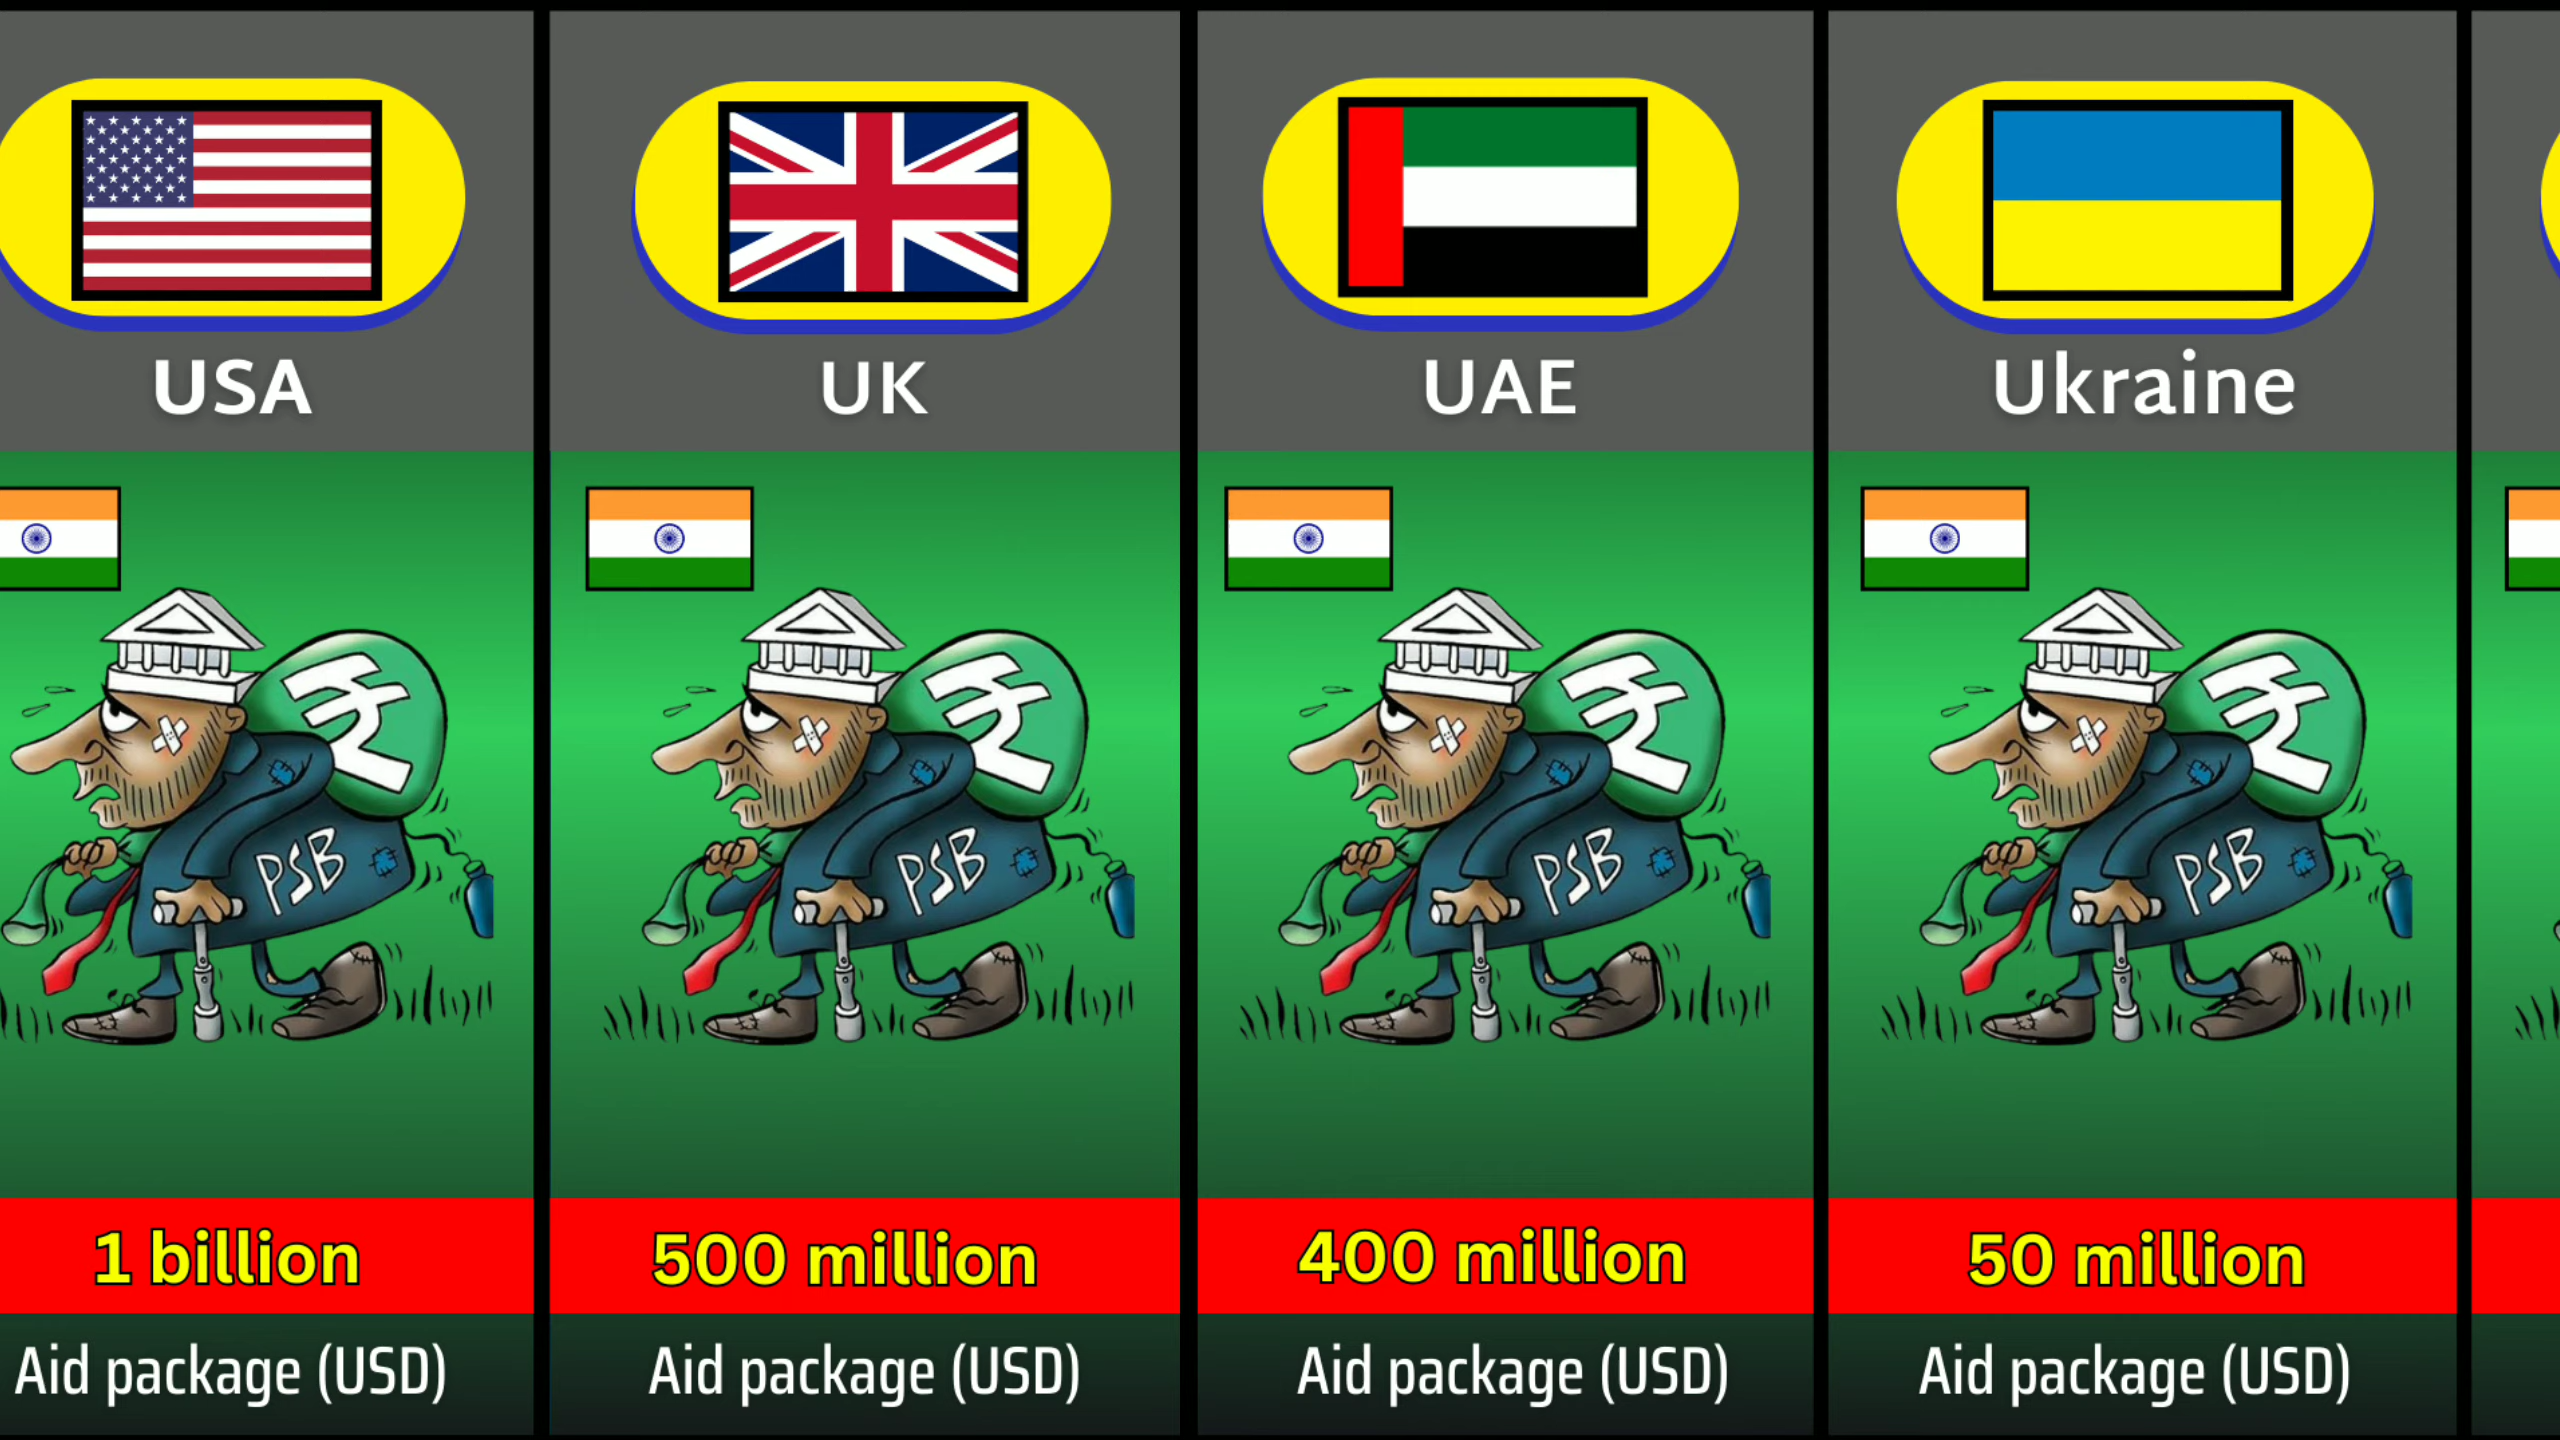 USA
UK
UAE
Ukraine
₹
₹
₹
₹
PSB
PSB
PSB
PSB
1 billion
500 million
400 million
50 million
Aid package (USD)
Aid package (USD)
Aid package (USD)
Aid package (USD)